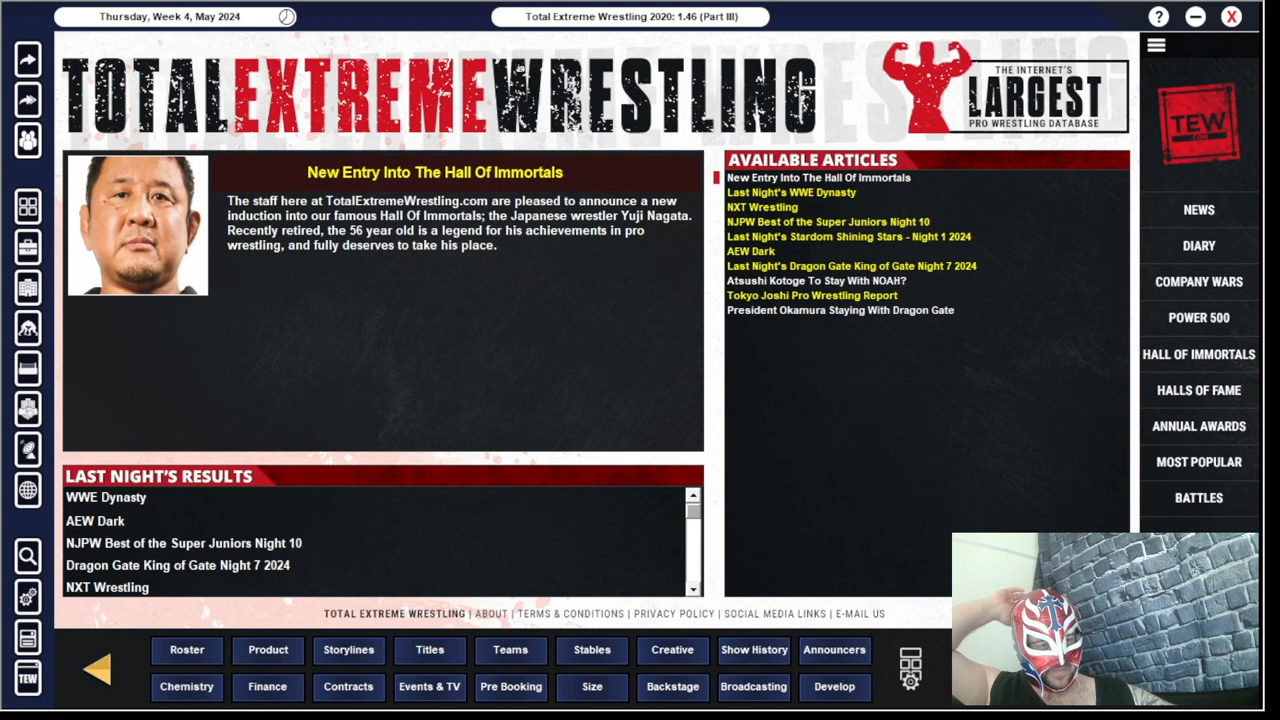 Thursday, Week 4, May 2024
Total Extreme Wrestling 2020: 1.46 (Part III)
?
X
TOTALEXTREMEWRESTLING
THE INTERNET'S
LARGEST
PRO WRESTLING DATABASE
TEW
.COM
New Entry Into The Hall Of Immortals
The staff here at TotalExtremeWrestling.com are pleased to announce a new
induction into our famous Hall Of Immortals; the Japanese wrestler Yuji Nagata.
Recently retired, the 56 year old is a legend for his achievements in pro
wrestling, and fully deserves to take his place.
AVAILABLE ARTICLES
New Entry Into The Hall Of Immortals
Last Night's WWE Dynasty
NXT Wrestling
NJPW Best of the Super Juniors Night 10
Last Night's Stardom Shining Stars - Night 1 2024
AEW Dark
Last Night's Dragon Gate King of Gate Night 7 2024
Atsushi Kotoge To Stay With NOAH?
Tokyo Joshi Pro Wrestling Report
President Okamura Staying With Dragon Gate
NEWS
DIARY
COMPANY WARS
POWER 500
HALL OF IMMORTALS
HALLS OF FAME
ANNUAL AWARDS
MOST POPULAR
BATTLES
LAST NIGHT'S RESULTS
WWE Dynasty
AEW Dark
NJPW Best of the Super Juniors Night 10
Dragon Gate King of Gate Night 7 2024
NXT Wrestling
TOTAL EXTREME WRESTLING | ABOUT | TERMS & CONDITIONS | PRIVACY POLICY | SOCIAL MEDIA LINKS | E-MAIL US
TEW
Roster
Product
Storylines
Titles
Teams
Stables
Creative
Show History
Announcers
Chemistry
Finance
Contracts
Events & TV
Pre Booking
Size
Backstage
Broadcasting
Develop